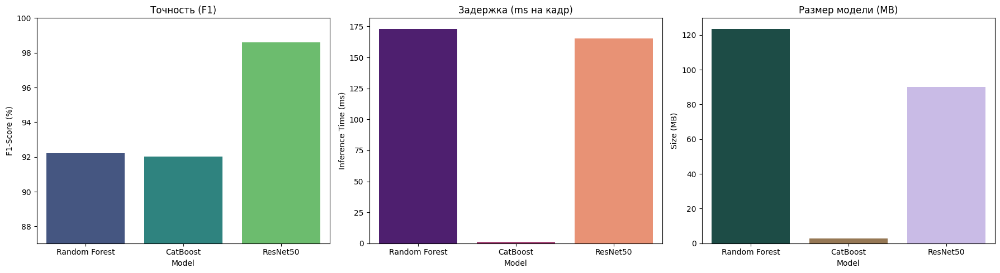 Точность (F1)
100
98
96
94
92
90
88
F1-Score (%)
Random Forest
CatBoost
ResNet50
Model
Задержка (ms на кадр)
175
150
125
100
75
50
25
0
Inference Time (ms)
Random Forest
CatBoost
ResNet50
Model
Размер модели (MB)
120
100
80
60
40
20
0
Size (MB)
Random Forest
CatBoost
ResNet50
Model